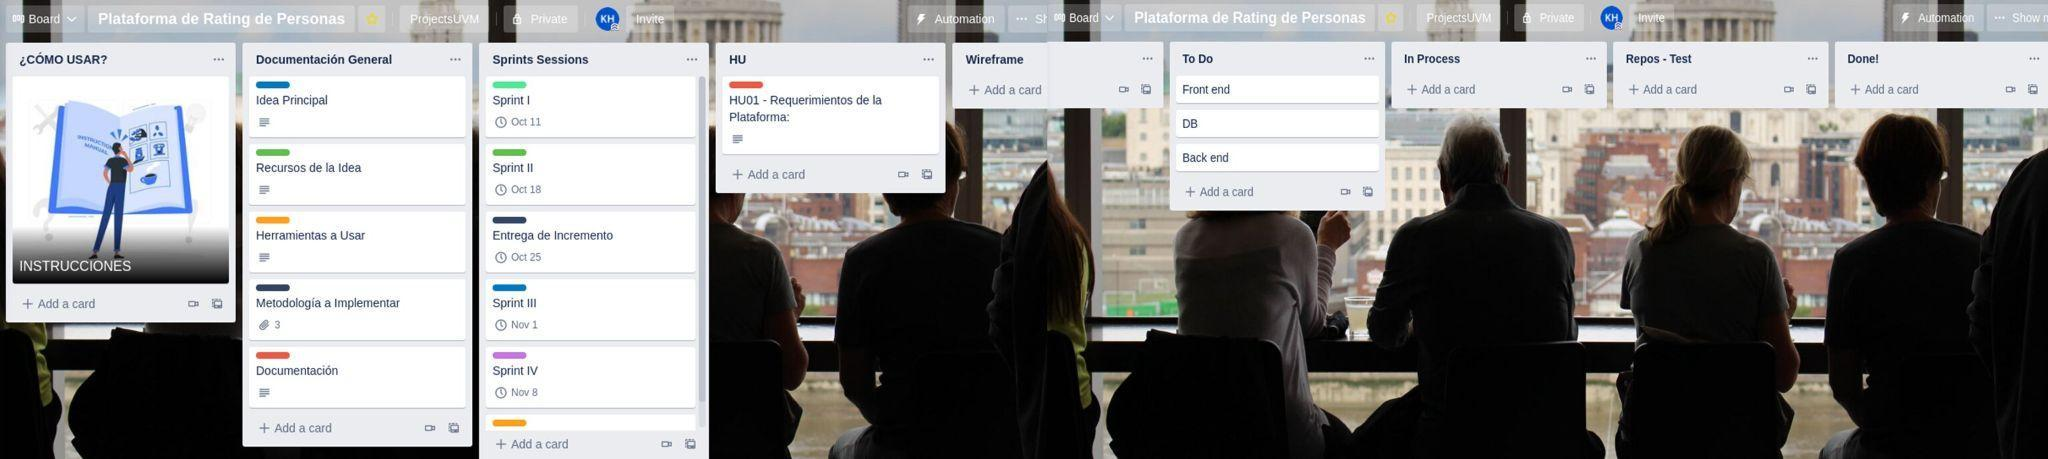 Board
Plataforma de Rating de Personas
ProjectsUVM
Private
KH
Invite
Automation
Board
Plataforma de Rating de Personas
ProjectsUVM
Private
KH
Invite
Automation
¿CÓMO USAR?
INSTRUCTION
MANUAL
INSTRUCCIONES
+ Add a card
Documentación General
Idea Principal
Recursos de la Idea
Herramientas a Usar
Metodología a Implementar
3
Documentación
+ Add a card
Sprints Sessions
Sprint I
Oct 11
Sprint II
Oct 18
Entrega de Incremento
Oct 25
Sprint III
Nov 1
Sprint IV
Nov 8
+ Add a card
HU
HU01 - Requerimientos de la
Plataforma:
+ Add a card
Wireframe
+ Add a card
To Do
Front end
DB
Back end
+ Add a card
In Process
+ Add a card
Repos - Test
+ Add a card
Done!
+ Add a card